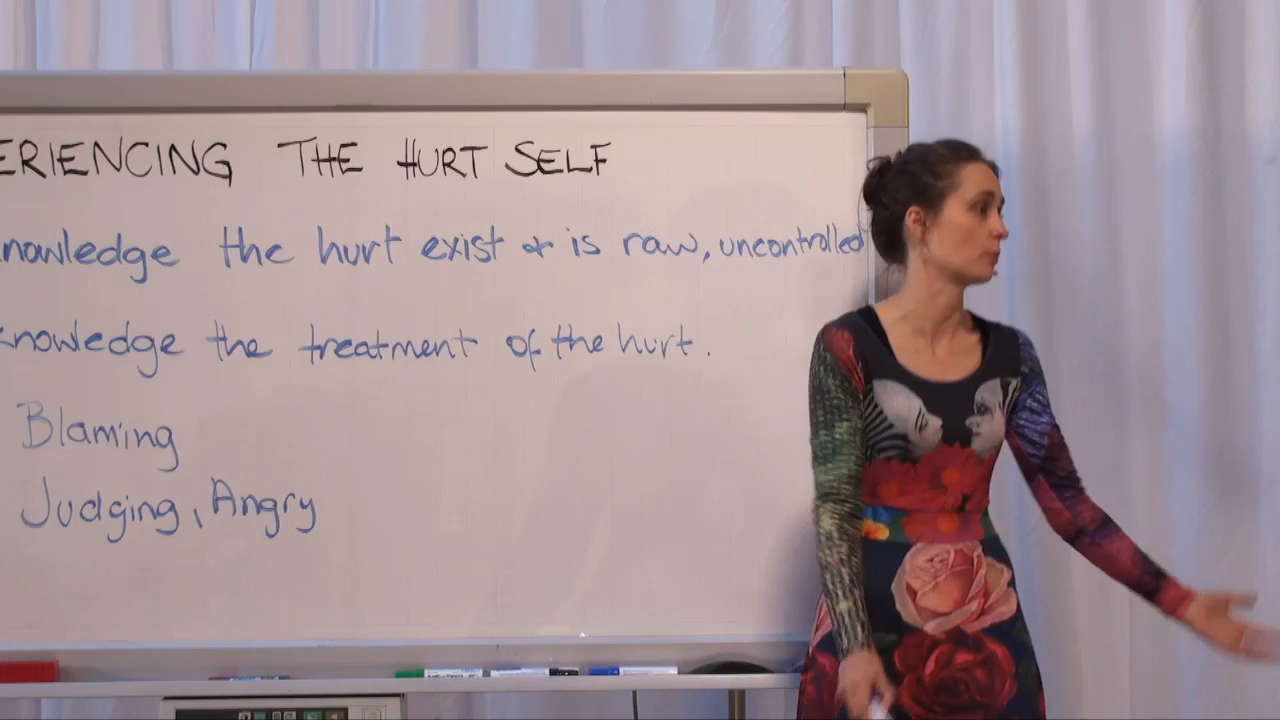 ERIENCING THE HURT SELF
nowledge the hurt exist & is raw, uncontrolled
knowledge the treatment of the hurt.
Blaming
Judging, Angry